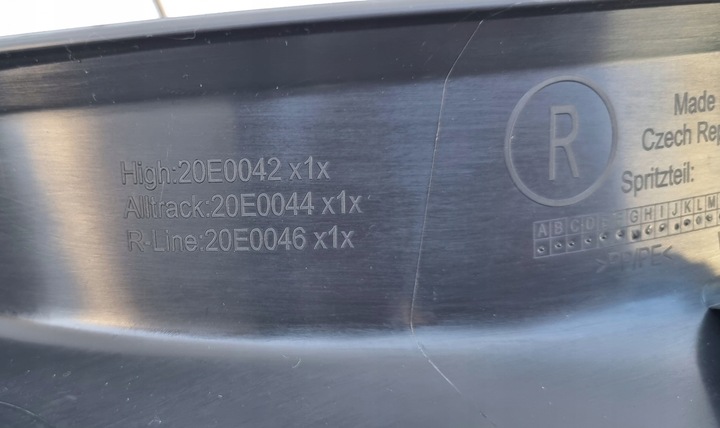 High:20E0042 x1x
Alltrack:20E0044 x1x
R-Line:20E0046 x1x
R
Made
Czech Rep
Spritzteil:
A B C D E F G H I J K L M
>PP/PE<